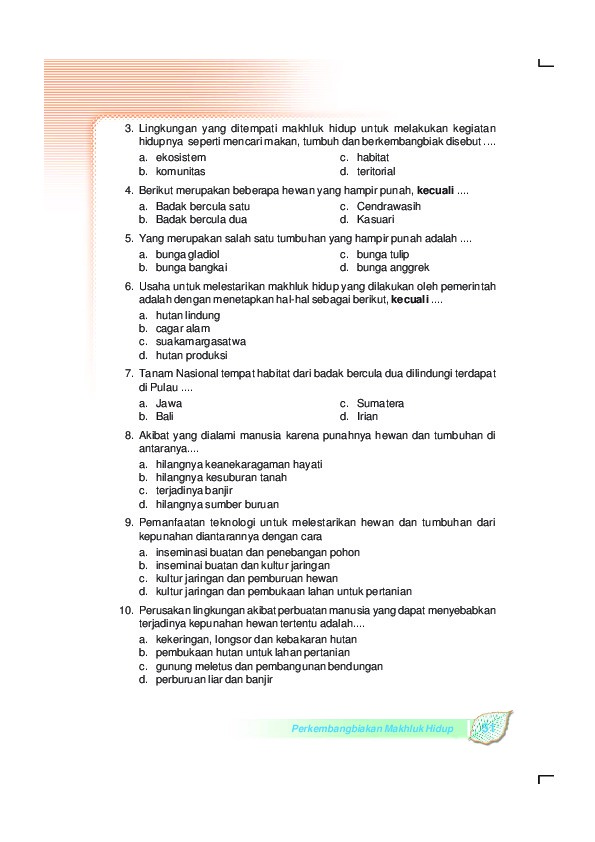 3. Lingkungan yang ditempati makhluk hidup untuk melakukan kegiatan
hidupnya seperti mencari makan, tumbuh dan berkembangbiak disebut ....
a. ekosistem c. habitat
b. komunitas d. teritorial
4. Berikut merupakan beberapa hewan yang hampir punah, kecuali ....
a. Badak bercula satu c. Cendrawasih
b. Badak bercula dua d. Kasuari
5. Yang merupakan salah satu tumbuhan yang hampir punah adalah ....
a. bunga gladiol c. bunga tulip
b. bunga bangkai d. bunga anggrek
6. Usaha untuk melestarikan makhluk hidup yang dilakukan oleh pemerintah
adalah dengan menetapkan hal-hal sebagai berikut, kecuali ....
a. hutan lindung
b. cagar alam
c. suakamargasatwa
d. hutan produksi
7. Tanam Nasional tempat habitat dari badak bercula dua dilindungi terdapat
di Pulau ....
a. Jawa c. Sumatera
b. Bali d. Irian
8. Akibat yang dialami manusia karena punahnya hewan dan tumbuhan di
antaranya....
a. hilangnya keanekaragaman hayati
b. hilangnya kesuburan tanah
c. terjadinya banjir
d. hilangnya sumber buruan
9. Pemanfaatan teknologi untuk melestarikan hewan dan tumbuhan dari
kepunahan diantarannya dengan cara
a. inseminasi buatan dan penebangan pohon
b. inseminai buatan dan kultur jaringan
c. kultur jaringan dan pemburuan hewan
d. kultur jaringan dan pembukaan lahan untuk pertanian
10. Perusakan lingkungan akibat perbuatan manusia yang dapat menyebabkan
terjadinya kepunahan hewan tertentu adalah....
a. kekeringan, longsor dan kebakaran hutan
b. pembukaan hutan untuk lahan pertanian
c. gunung meletus dan pembangunan bendungan
d. perburuan liar dan banjir
Perkembangbiakan Makhluk Hidup